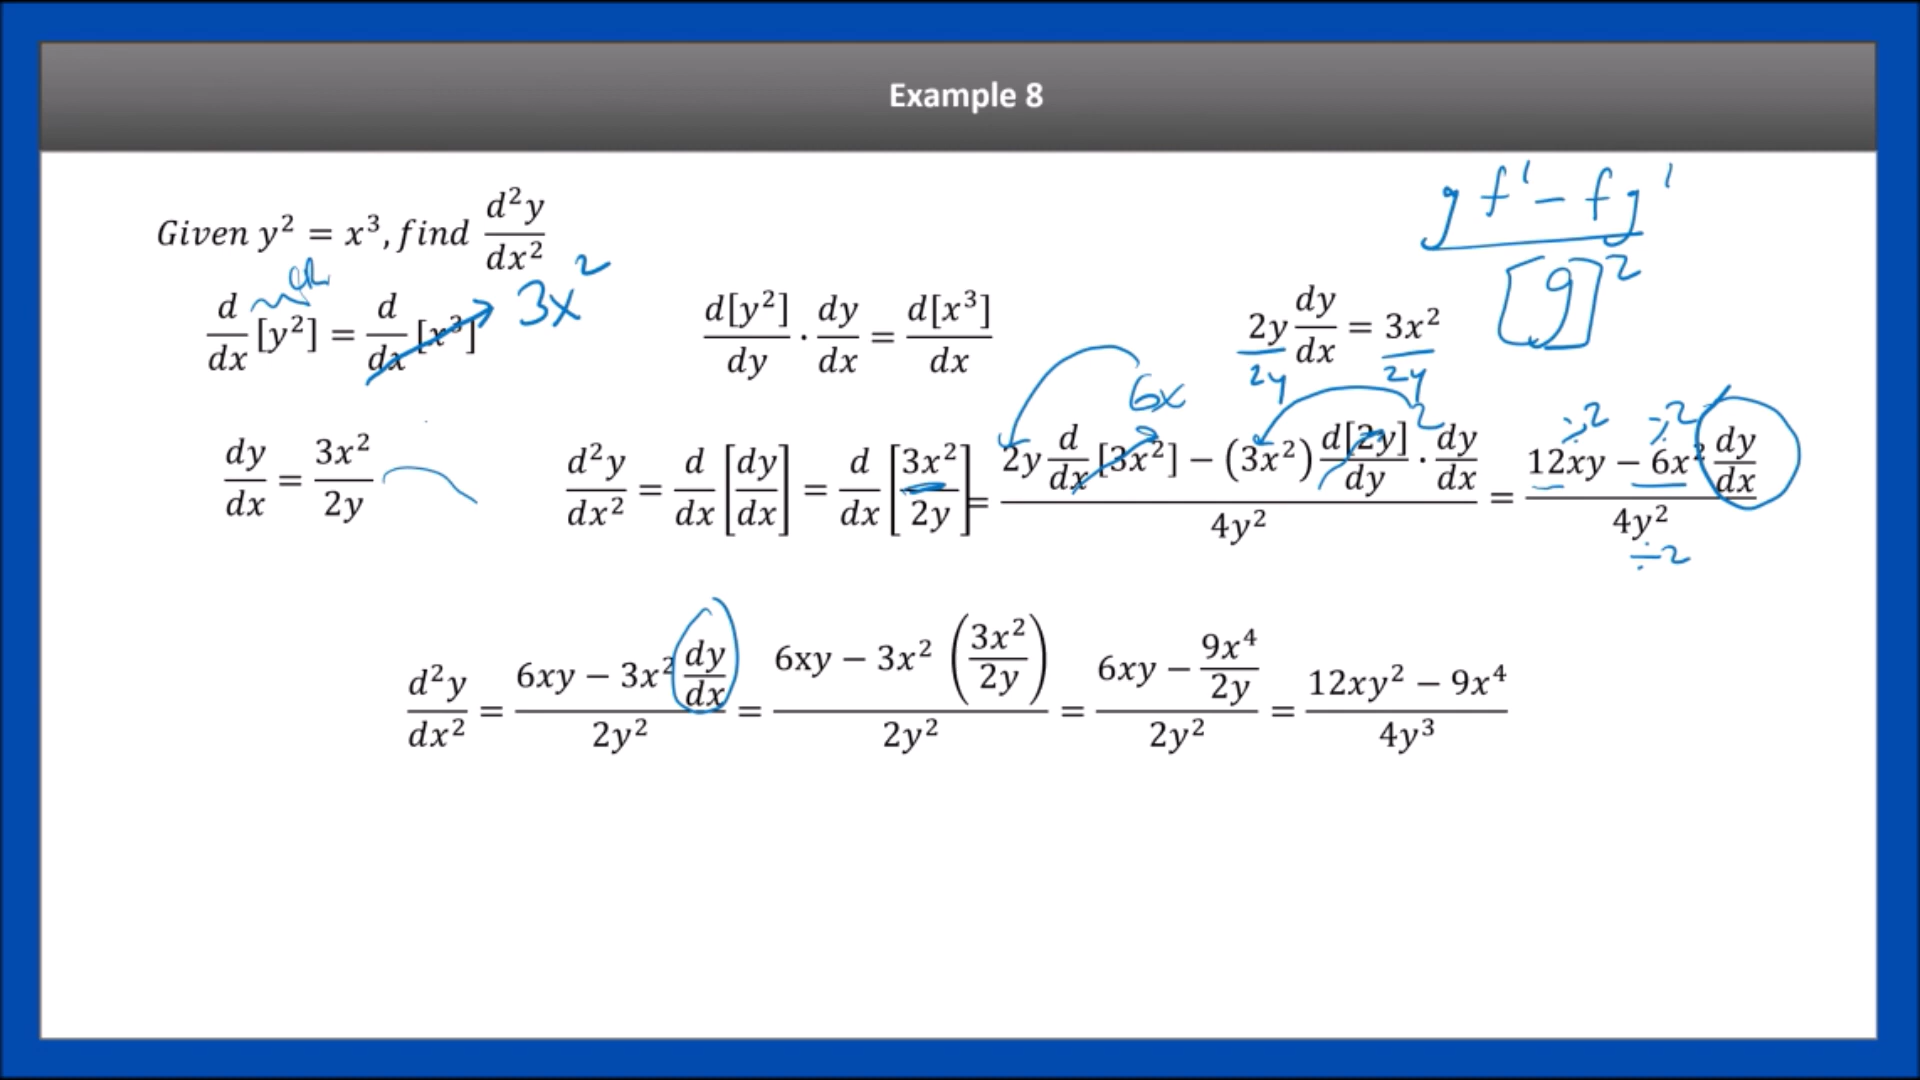 Example 8
g f' − f g'
[g]²
Given y² = x³, find d²y/dx²
d/dx [y²] = d/dx [x³] 3x²
d[y²]/dy · dy/dx = d[x³]/dx
2y dy/dx = 3x²
2y 2y
6x 2 ÷2 ÷2
dy/dx = 3x²/2y
d²y/dx² = d/dx [dy/dx] = d/dx [3x²/2y] = (2y d/dx [3x²] − (3x²) d[2y]/dy · dy/dx)/4y² = (12xy − 6x² dy/dx)/4y²
÷2
d²y/dx² = (6xy − 3x² dy/dx)/2y² = (6xy − 3x² (3x²/2y))/2y² = (6xy − 9x⁴/2y)/2y² = (12xy² − 9x⁴)/4y³